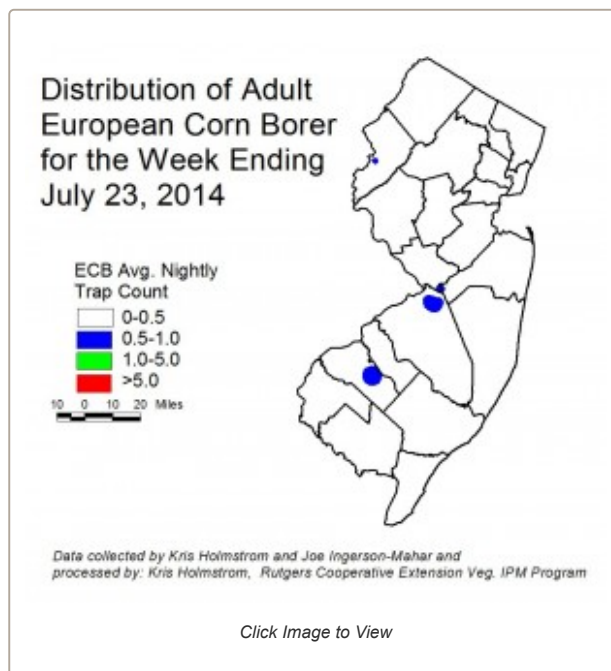 Distribution of Adult
European Corn Borer
for the Week Ending
July 23, 2014
ECB Avg. Nightly
Trap Count
0-0.5
0.5-1.0
1.0-5.0
>5.0
10 0 10 20 Miles
Data collected by Kris Holmstrom and Joe Ingerson-Mahar and
processed by: Kris Holmstrom, Rutgers Cooperative Extension Veg. IPM Program
Click Image to View